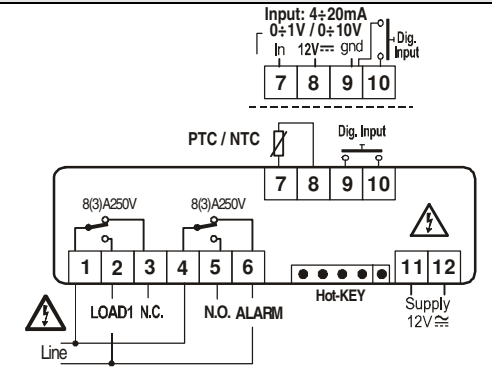 Input: 4÷20mA
0÷1V / 0÷10V
In 12V⎓ gnd
Dig.
Input
7 8 9 10
PTC / NTC
Dig. Input
7 8 9 10
8(3)A250V 8(3)A250V
1 2 3 4 5 6 11 12
LOAD1 N.C. N.O. ALARM
Hot-KEY
Supply
12V≂
Line